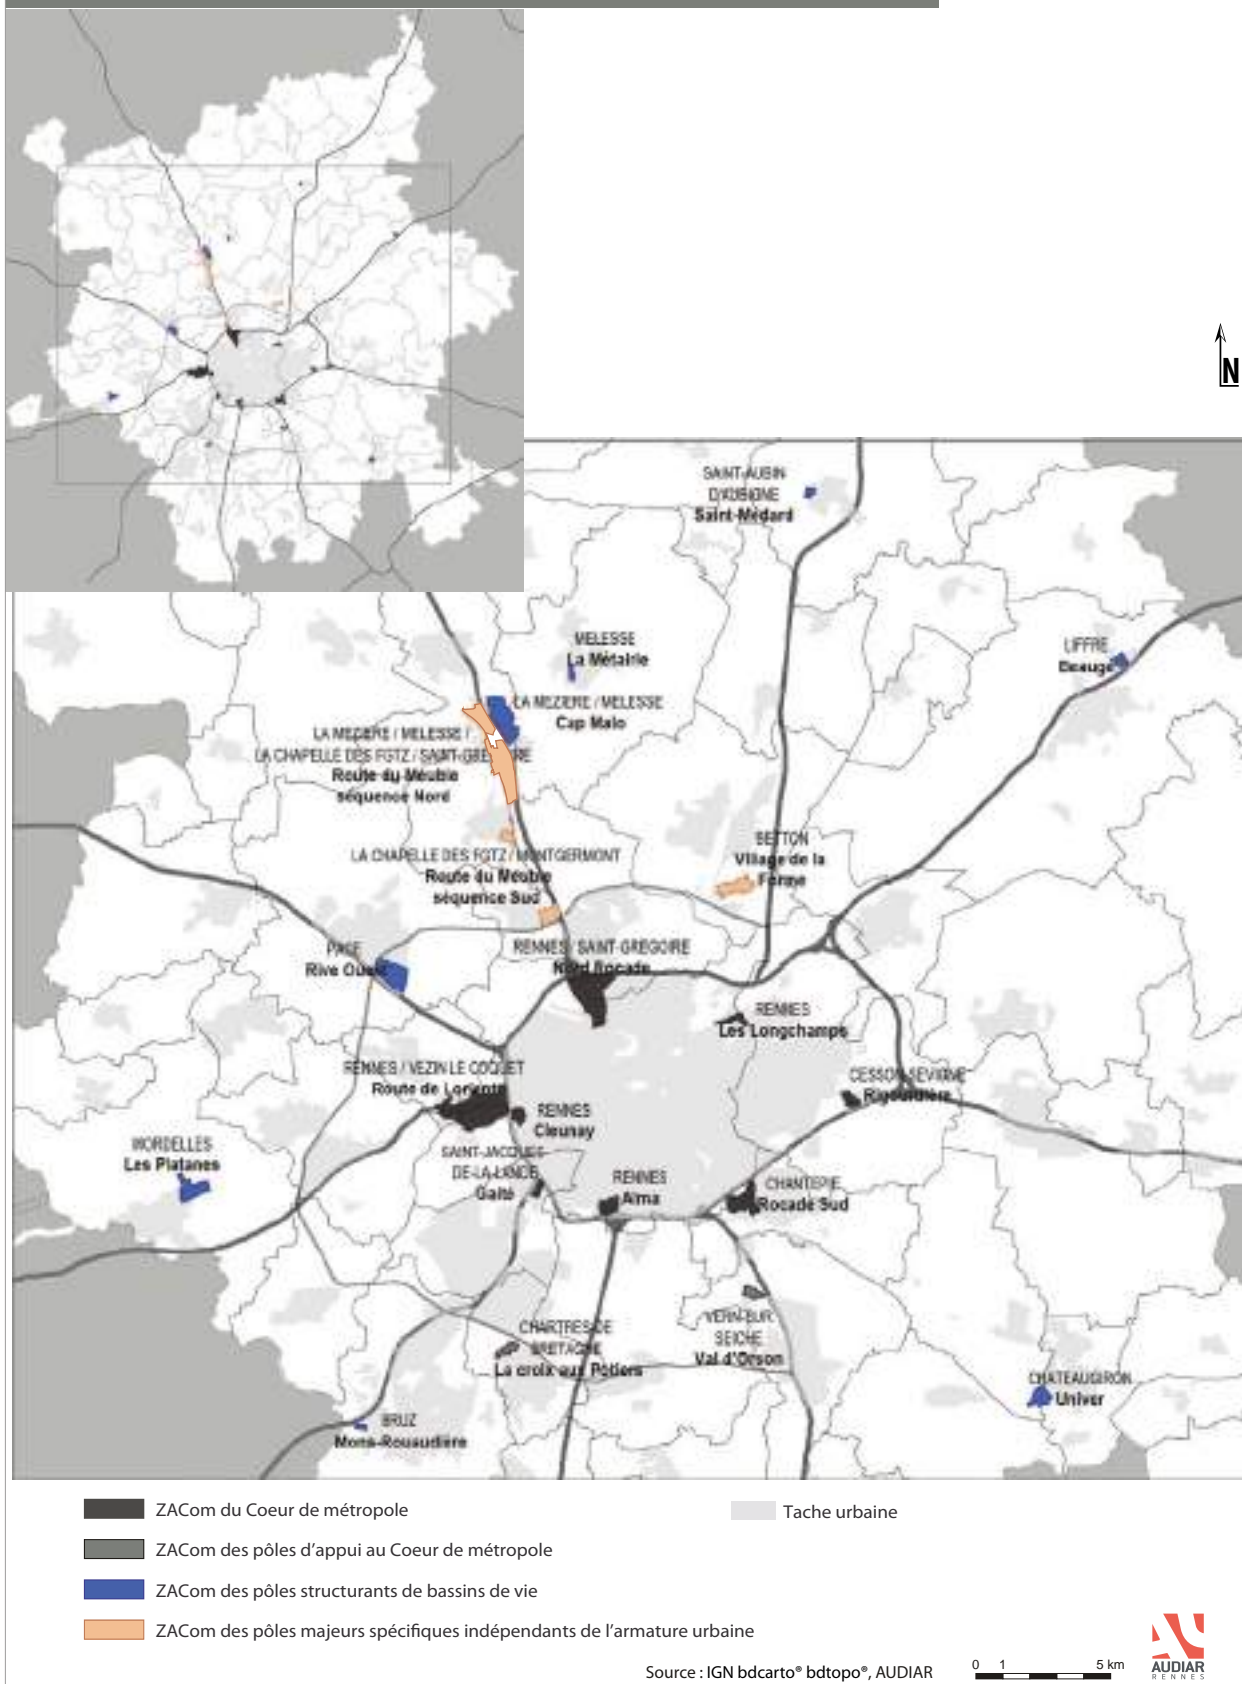 N
SAINT-AUBIN
D'AUBIGNE
Saint-Médard
MELESSE
La Métairie
LIFFRE
Beaugé
LA MEZIERE / MELESSE
Cap Malo
LA MEZIERE / MELESSE /
LA CHAPELLE DES FGTZ / SAINT-GREGOIRE
Route du Meuble
séquence Nord
BETTON
Village de la
Forme
LA CHAPELLE DES FGTZ / MONTGERMONT
Route du Meuble
séquence Sud
PACE
Rive Ouest
RENNES / SAINT-GREGOIRE
Nord Rocade
RENNES
Les Longchamps
RENNES / VEZIN LE COQUET
Route de Lorient
CESSON-SEVIGNE
Rigourdière
RENNES
Cleunay
MORDELLES
Les Platanes
SAINT-JACQUES-
DE-LA-LANDE
Gaité
RENNES
Alma
CHANTEPIE
Rocade Sud
CHARTRES-DE
BRETAGNE
La croix aux Potiers
VERN-SUR
SEICHE
Val d'Orson
CHATEAUGIRON
Univer
BRUZ
Mons-Rouaudière
ZACom du Coeur de métropole
Tache urbaine
ZACom des pôles d'appui au Coeur de métropole
ZACom des pôles structurants de bassins de vie
ZACom des pôles majeurs spécifiques indépendants de l'armature urbaine
Source : IGN bdcarto® bdtopo®, AUDIAR
0 1 5 km
AUDIAR
RENNES